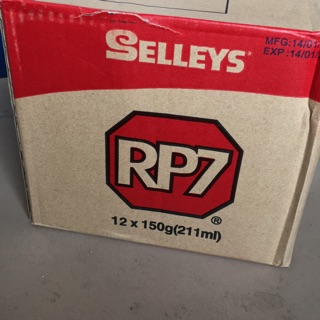 SELLEYS
MFG:14/01
EXP:14/01/
RP7
®
12 x 150g(211ml)